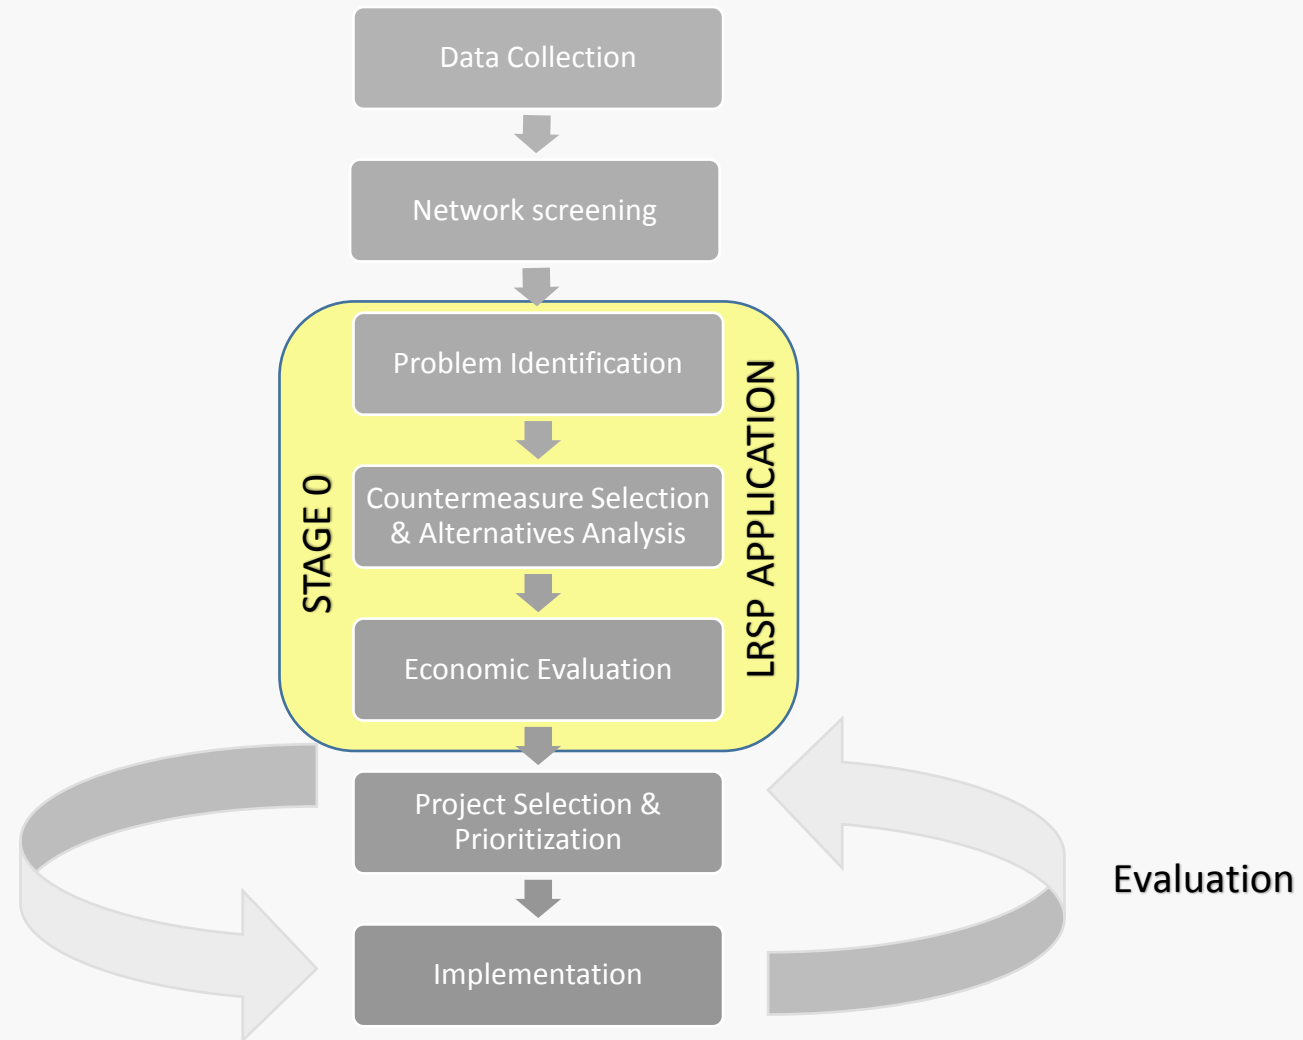 Data Collection
Network screening
Problem Identification
STAGE 0
LRSP APPLICATION
Countermeasure Selection
& Alternatives Analysis
Economic Evaluation
Project Selection &
Prioritization
Evaluation
Implementation